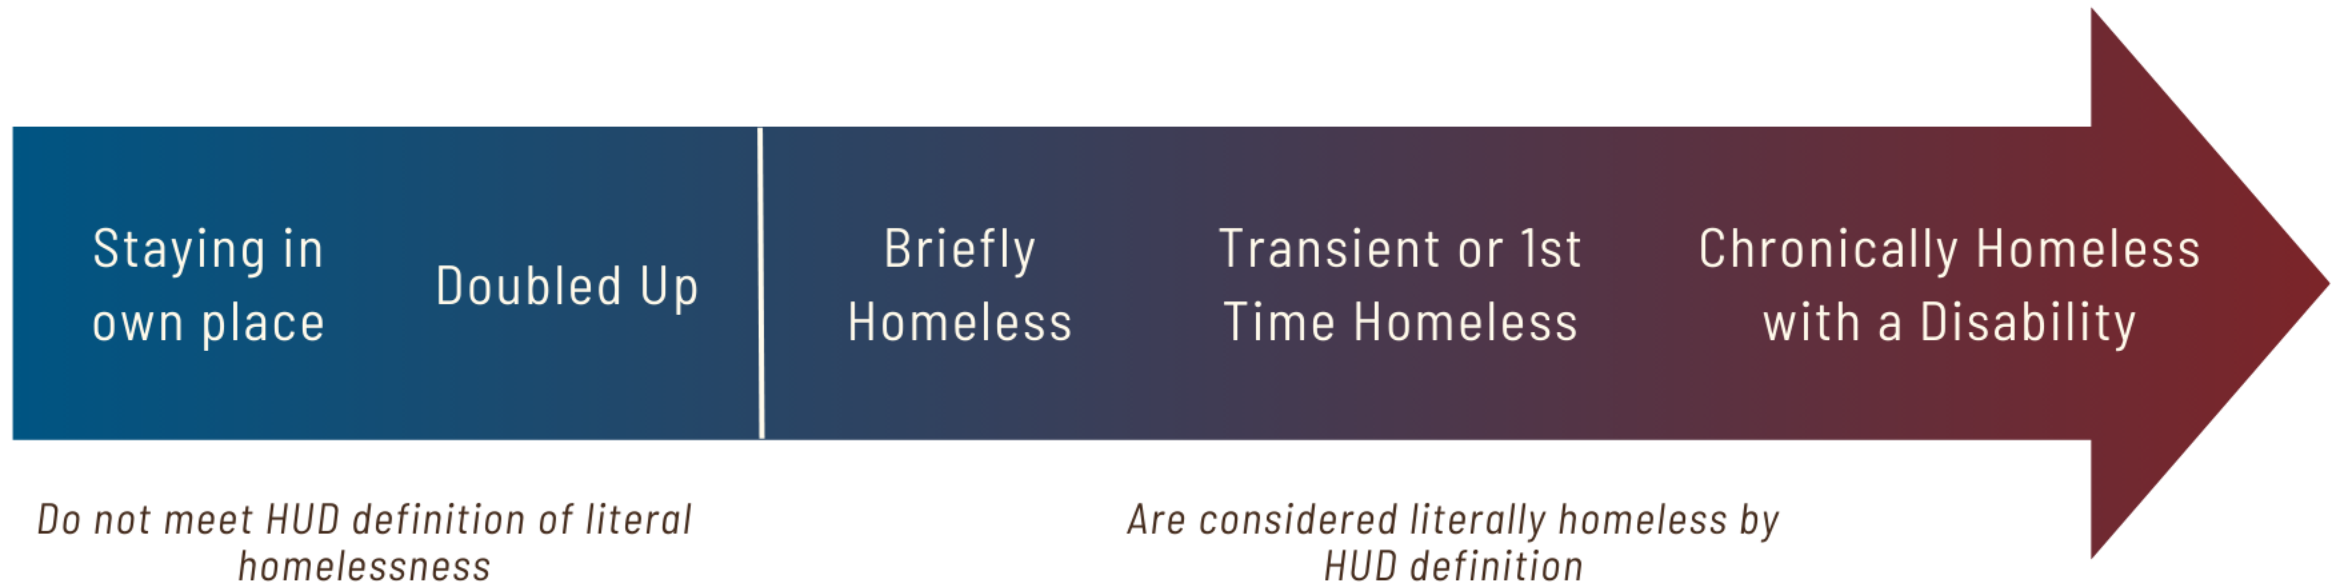 Staying in
own place
Doubled Up
Briefly
Homeless
Transient or 1st
Time Homeless
Chronically Homeless
with a Disability
Do not meet HUD definition of literal
homelessness
Are considered literally homeless by
HUD definition